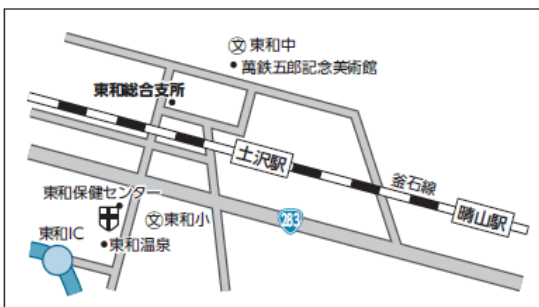 文 東和中
萬鉄五郎記念美術館
東和総合支所
土沢駅
釜石線
晴山駅
東和保健センター
文 東和小
283
東和IC
東和温泉